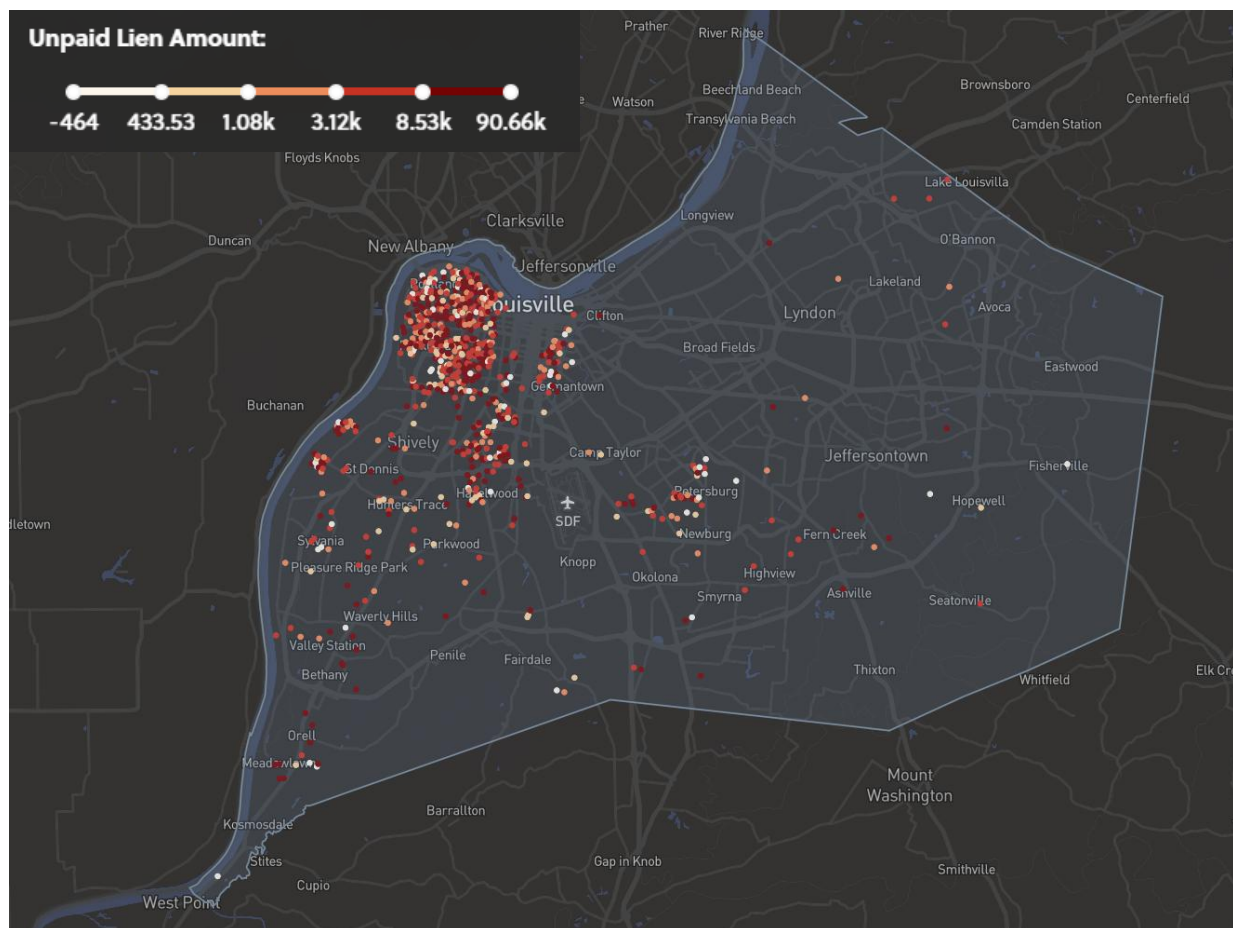 Unpaid Lien Amount:
-464 433.53 1.08k 3.12k 8.53k 90.66k
Prather
River Ridge
Brownsboro
Beechland Beach
Watson
Centerfield
Transylvania Beach
Camden Station
Floyds Knobs
Lake Louisvilla
Longview
Clarksville
Duncan
New Albany
O'Bannon
Jeffersonville
Lakeland
Avoca
ouisville
Lyndon
Clifton
Broad Fields
Eastwood
Germantown
Buchanan
Shively
Camp Taylor
Jeffersontown
St Dennis
Fisherville
Hazelwood
Petersburg
Hunters Trace
Hopewell
SDF
dletown
Newburg
Fern Creek
Sylvania
Parkwood
Knopp
Pleasure Ridge Park
Okolona
Highview
Smyrna
Ashville
Seatonville
Waverly Hills
Valley Station
Penile
Fairdale
Thixton
Elk Cre
Bethany
Whitfield
Orell
Meadowlawn
Mount
Washington
Barrallton
Kosmosdale
Stites
Gap in Knob
Smithville
Cupio
West Point